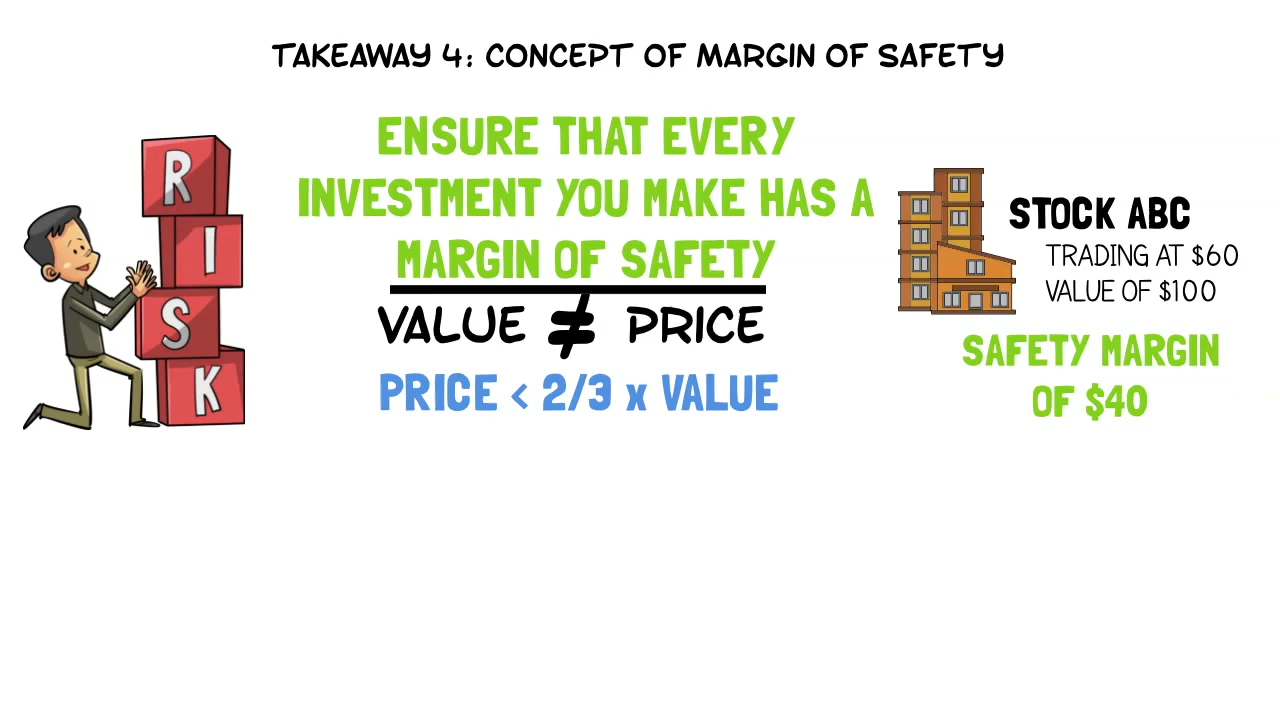 TAKEAWAY 4: CONCEPT OF MARGIN OF SAFETY
R
I
S
K
ENSURE THAT EVERY
INVESTMENT YOU MAKE HAS A
MARGIN OF SAFETY
VALUE ≠ PRICE
PRICE < 2/3 x VALUE
STOCK ABC
TRADING AT $60
VALUE OF $100
SAFETY MARGIN
OF $40